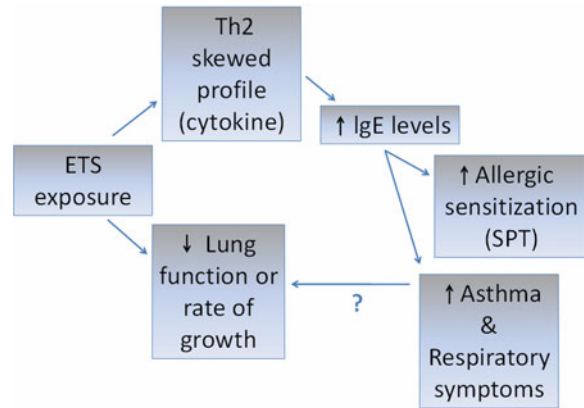 Th2
skewed
profile
(cytokine)
↑ IgE levels
ETS
exposure
↑ Allergic
sensitization
(SPT)
↓ Lung
function or
rate of
growth
?
↑ Asthma
&
Respiratory
symptoms